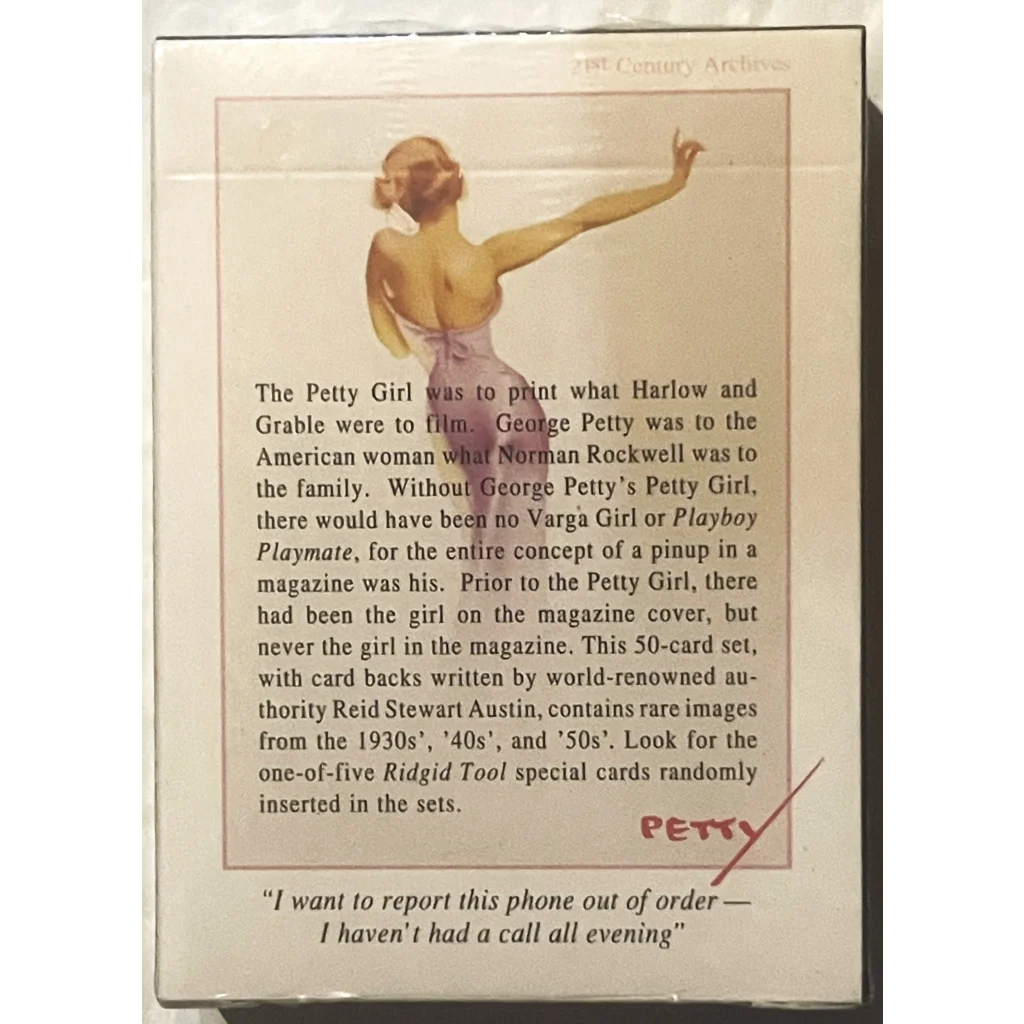 21st Century Archives
The Petty Girl was to print what Harlow and
Grable were to film. George Petty was to the
American woman what Norman Rockwell was to
the family. Without George Petty's Petty Girl,
there would have been no Varga Girl or Playboy
Playmate, for the entire concept of a pinup in a
magazine was his. Prior to the Petty Girl, there
had been the girl on the magazine cover, but
never the girl in the magazine. This 50-card set,
with card backs written by world-renowned au-
thority Reid Stewart Austin, contains rare images
from the 1930s', '40s', and '50s'. Look for the
one-of-five Ridgid Tool special cards randomly
inserted in the sets.
PETTY
"I want to report this phone out of order —
I haven't had a call all evening"